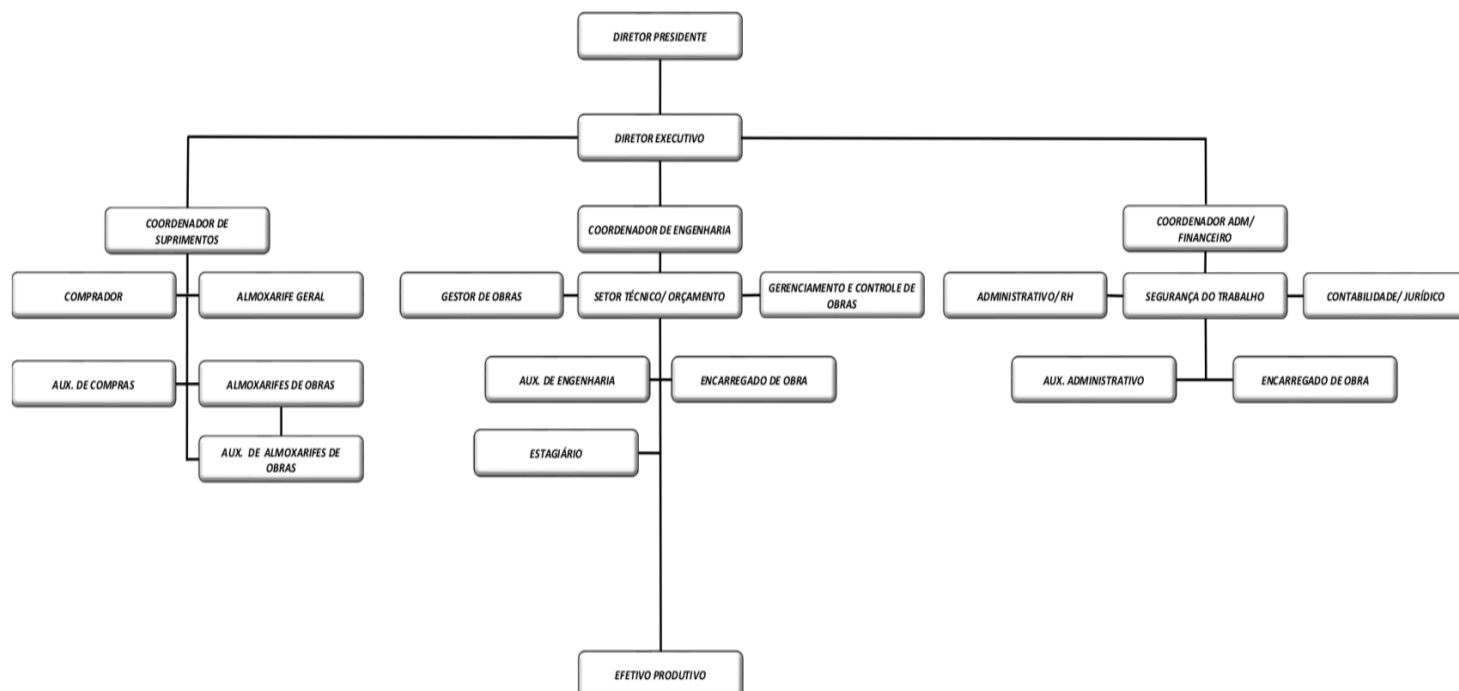 DIRETOR PRESIDENTE
DIRETOR EXECUTIVO
COORDENADOR DE
SUPRIMENTOS
COORDENADOR DE ENGENHARIA
COORDENADOR ADM/
FINANCEIRO
COMPRADOR
ALMOXARIFE GERAL
GESTOR DE OBRAS
SETOR TÉCNICO/ ORÇAMENTO
GERENCIAMENTO E CONTROLE DE
OBRAS
ADMINISTRATIVO/ RH
SEGURANÇA DO TRABALHO
CONTABILIDADE/ JURÍDICO
AUX. DE COMPRAS
ALMOXARIFES DE OBRAS
AUX. DE ENGENHARIA
ENCARREGADO DE OBRA
AUX. ADMINISTRATIVO
ENCARREGADO DE OBRA
AUX. DE ALMOXARIFES DE
OBRAS
ESTAGIÁRIO
EFETIVO PRODUTIVO